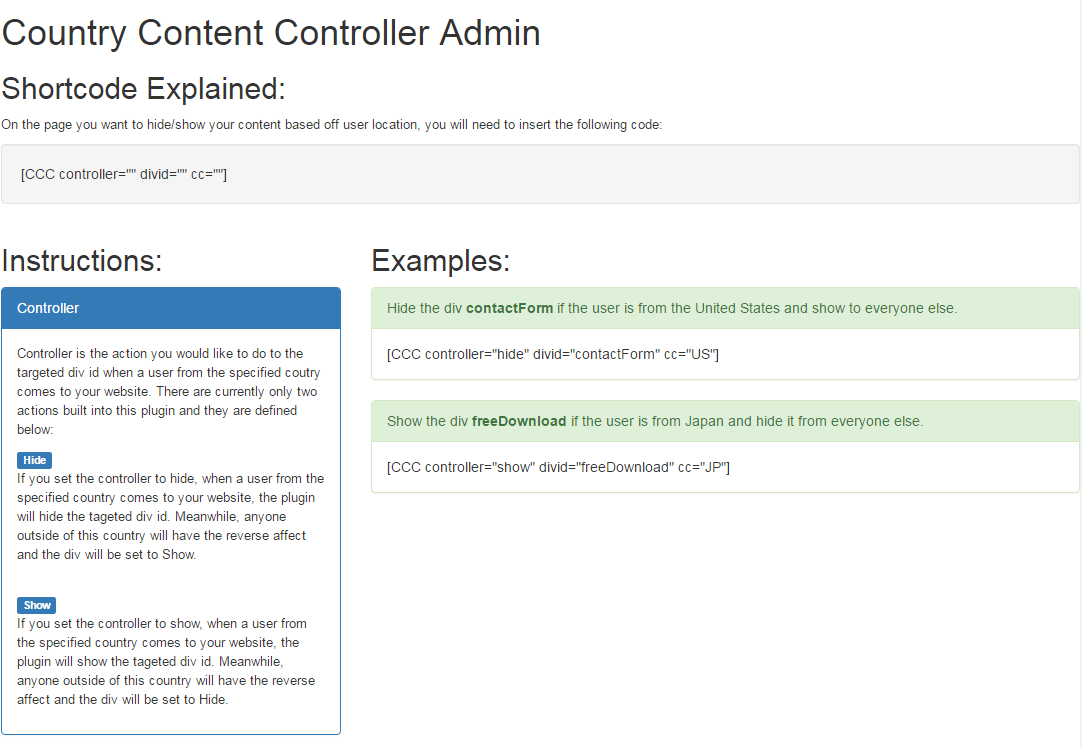 Country Content Controller Admin
Shortcode Explained:
On the page you want to hide/show your content based off user location, you will need to insert the following code:
[CCC controller="" divid="" cc=""]
Instructions:
Controller
Controller is the action you would like to do to the
targeted div id when a user from the specified coutry
comes to your website. There are currently only two
actions built into this plugin and they are defined
below:
Hide
If you set the controller to hide, when a user from the
specified country comes to your website, the plugin
will hide the tageted div id. Meanwhile, anyone
outside of this country will have the reverse affect
and the div will be set to Show.
Show
If you set the controller to show, when a user from
the specified country comes to your website, the
plugin will show the tageted div id. Meanwhile,
anyone outside of this country will have the reverse
affect and the div will be set to Hide.
Examples:
Hide the div contactForm if the user is from the United States and show to everyone else.
[CCC controller="hide" divid="contactForm" cc="US"]
Show the div freeDownload if the user is from Japan and hide it from everyone else.
[CCC controller="show" divid="freeDownload" cc="JP"]